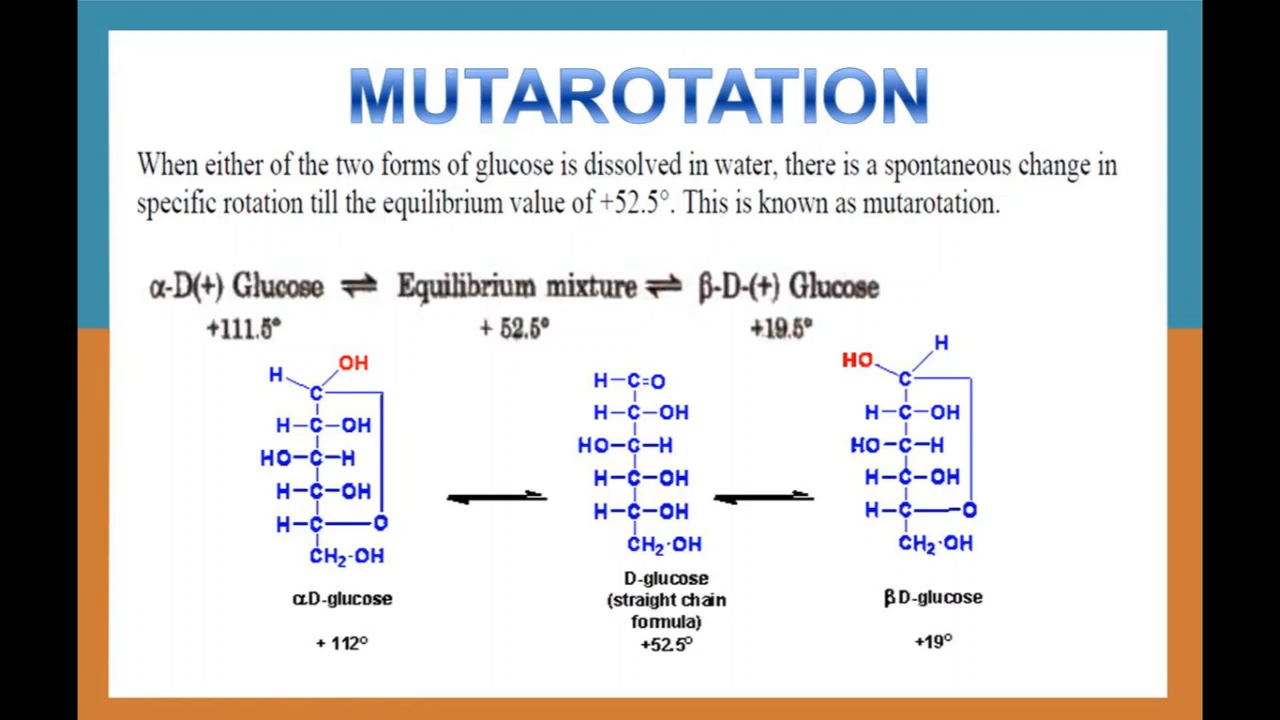 MUTAROTATION
When either of the two forms of glucose is dissolved in water, there is a spontaneous change in
specific rotation till the equilibrium value of +52.5°. This is known as mutarotation.
α-D(+) Glucose ⇌ Equilibrium mixture ⇌ β-D-(+) Glucose
+111.5° + 52.5° +19.5°
H OH
C
H-C-OH
HO-C-H
H-C-OH
H-C-O
CH2-OH
αD-glucose
+ 112°
H-C=O
H-C-OH
HO-C-H
H-C-OH
H-C-OH
CH2·OH
D-glucose
(straight chain
formula)
+52.5°
HO H
C
H-C-OH
HO-C-H
H-C-OH
H-C-O
CH2·OH
βD-glucose
+19°